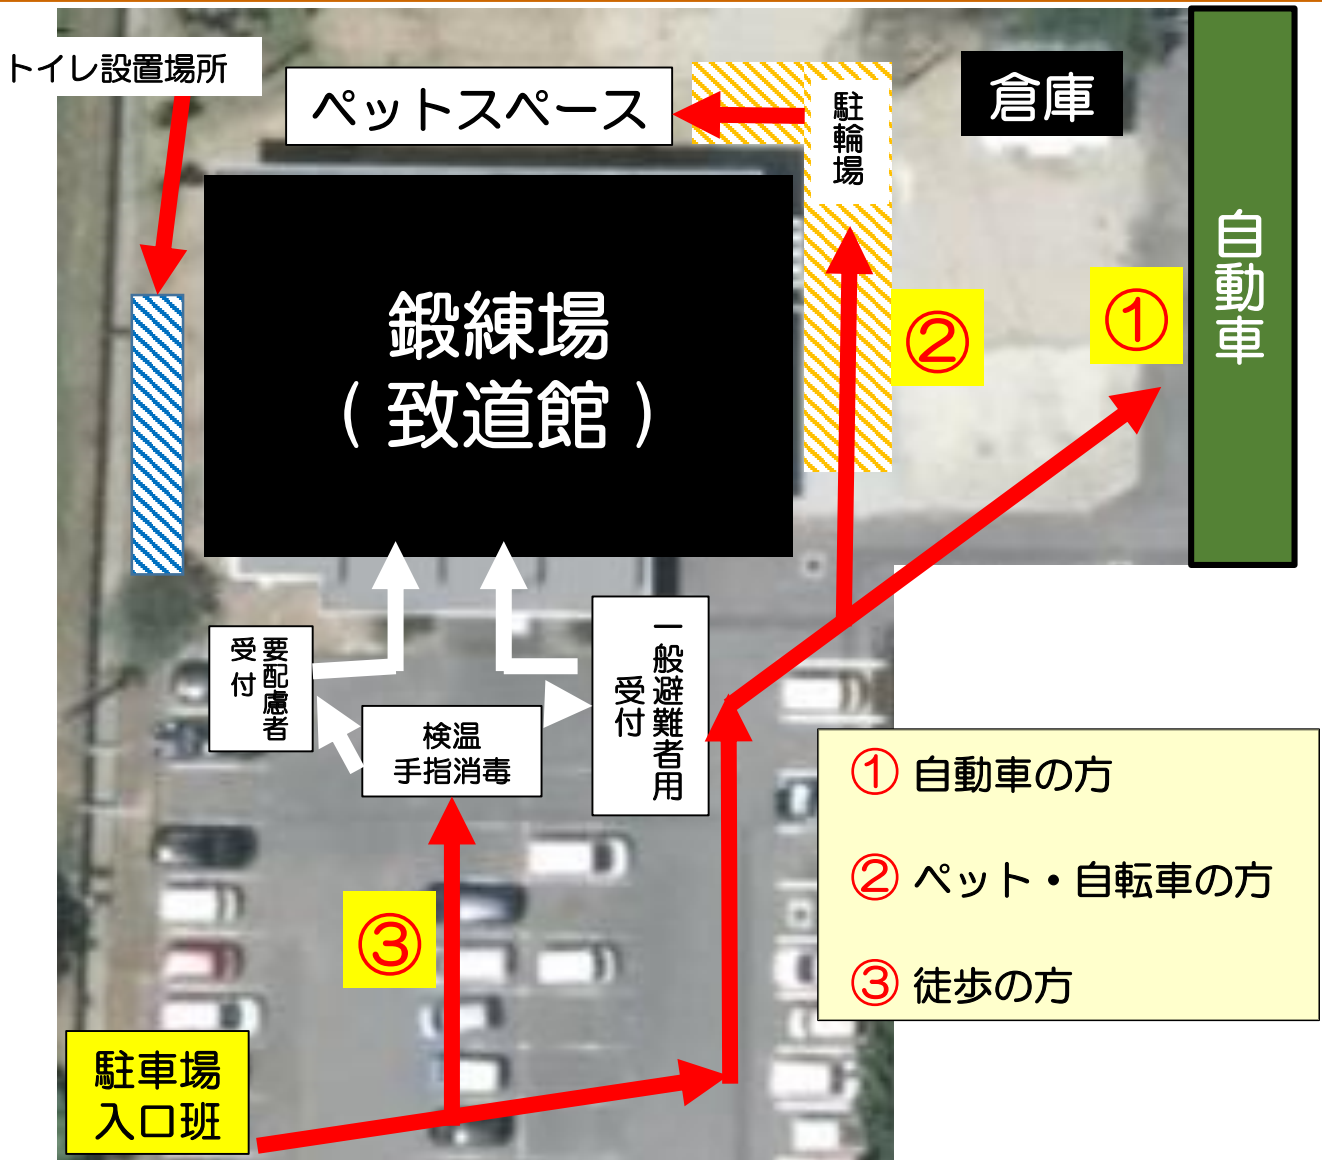 トイレ設置場所
ペットスペース
駐輪場
倉庫
自動車
①
②
鍛練場
（致道館）
要配慮者
受付
検温
手指消毒
一般避難者用
受付
③
① 自動車の方
② ペット・自転車の方
③ 徒歩の方
駐車場
入口班